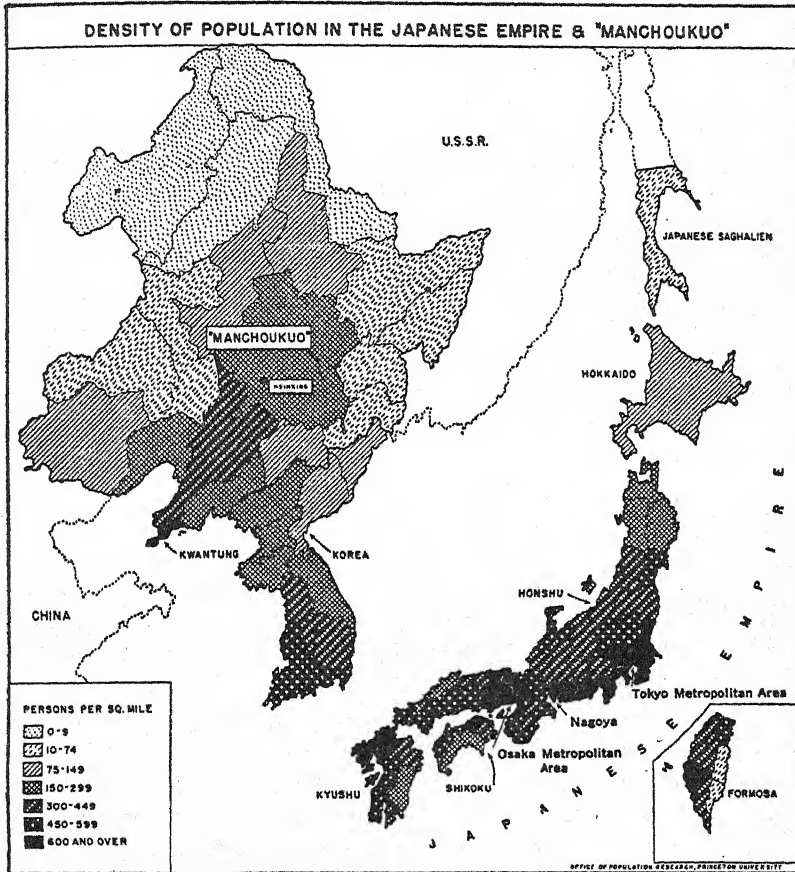 DENSITY OF POPULATION IN THE JAPANESE EMPIRE & "MANCHOUKUO"
U.S.S.R.
JAPANESE SAGHALIEN
"MANCHOUKUO"
HSINKING
HOKKAIDO
KWANTUNG
KOREA
CHINA
HONSHU
JAPANESE EMPIRE
Tokyo Metropolitan Area
Nagoya
Osaka Metropolitan
Area
SHIKOKU
KYUSHU
FORMOSA
PERSONS PER SQ. MILE
0-9
10-74
75-149
150-299
300-449
450-599
600 AND OVER
OFFICE OF POPULATION RESEARCH, PRINCETON UNIVERSITY